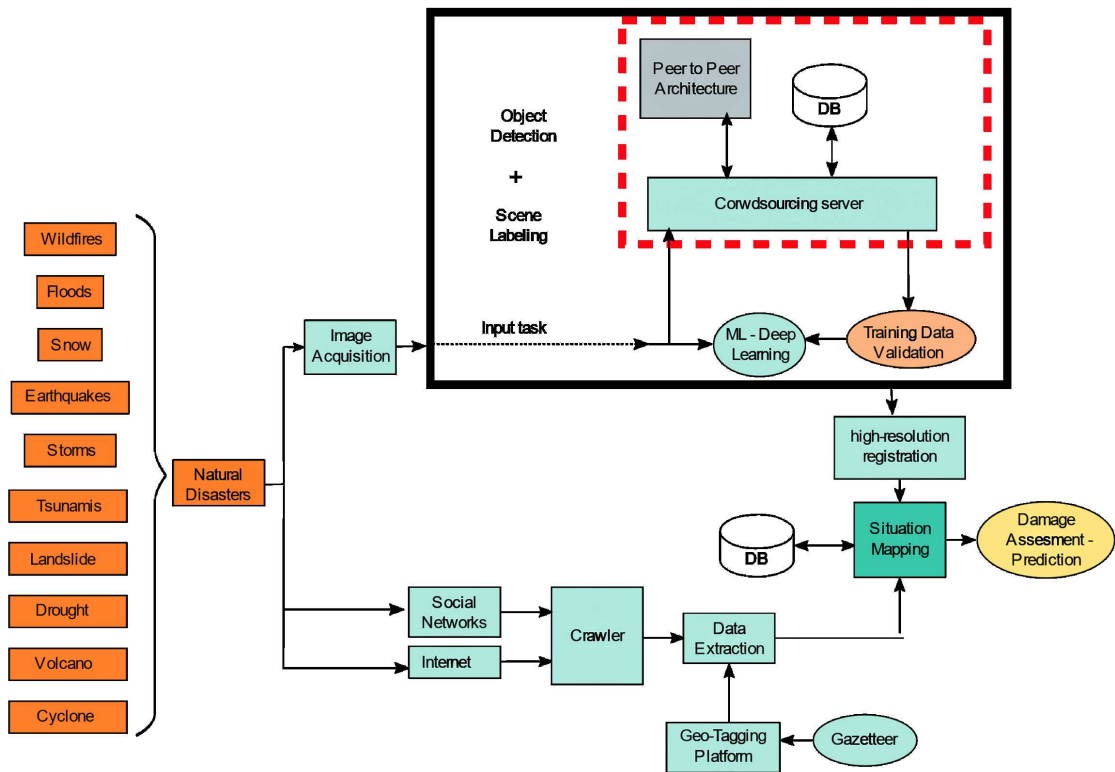 Peer to Peer
Architecture
DB
Object
Detection
+
Scene
Labeling
Corwdsourcing server
Wildfires
Floods
Snow
Earthquakes
Storms
Tsunamis
Landslide
Drought
Volcano
Cyclone
Natural
Disasters
Image
Acquisition
Input task
ML - Deep
Learning
Training Data
Validation
high-resolution
registration
Situation
Mapping
DB
Damage
Assesment -
Prediction
Social
Networks
Internet
Crawler
Data
Extraction
Geo-Tagging
Platform
Gazetteer